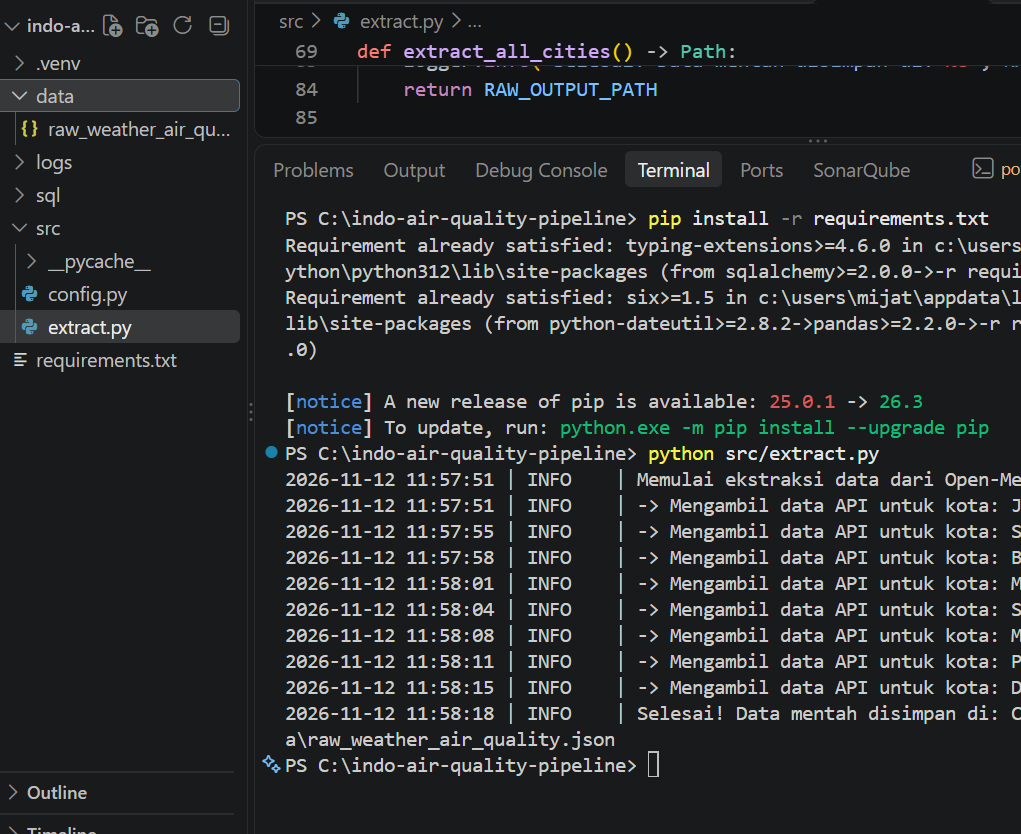 indo-a...
.venv
data
{} raw_weather_air_qu...
logs
sql
src
__pycache__
config.py
extract.py
requirements.txt
Outline
Timeline
src > extract.py > ...
69 def extract_all_cities() -> Path:
84 return RAW_OUTPUT_PATH
85
Problems Output Debug Console Terminal Ports SonarQube po
PS C:\indo-air-quality-pipeline> pip install -r requirements.txt
Requirement already satisfied: typing-extensions>=4.6.0 in c:\users
ython\python312\lib\site-packages (from sqlalchemy>=2.0.0->-r requi
Requirement already satisfied: six>=1.5 in c:\users\mijat\appdata\l
lib\site-packages (from python-dateutil>=2.8.2->pandas>=2.2.0->-r r
.0)
[notice] A new release of pip is available: 25.0.1 -> 26.3
[notice] To update, run: python.exe -m pip install --upgrade pip
PS C:\indo-air-quality-pipeline> python src/extract.py
2026-11-12 11:57:51 | INFO | Memulai ekstraksi data dari Open-Me
2026-11-12 11:57:51 | INFO | -> Mengambil data API untuk kota: J
2026-11-12 11:57:55 | INFO | -> Mengambil data API untuk kota: S
2026-11-12 11:57:58 | INFO | -> Mengambil data API untuk kota: B
2026-11-12 11:58:01 | INFO | -> Mengambil data API untuk kota: M
2026-11-12 11:58:04 | INFO | -> Mengambil data API untuk kota: S
2026-11-12 11:58:08 | INFO | -> Mengambil data API untuk kota: M
2026-11-12 11:58:11 | INFO | -> Mengambil data API untuk kota: P
2026-11-12 11:58:15 | INFO | -> Mengambil data API untuk kota: D
2026-11-12 11:58:18 | INFO | Selesai! Data mentah disimpan di: C
a\raw_weather_air_quality.json
PS C:\indo-air-quality-pipeline>